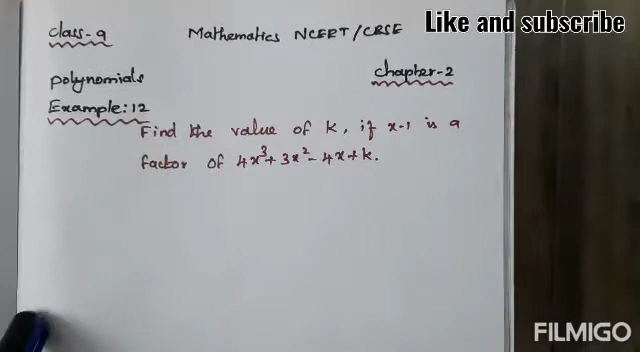 Like and subscribe
class-9 Mathematics NCERT/CBSE
polynomials chapter-2
Example:12
Find the value of k, if x-1 is a
factor of 4x³+3x²-4x+k.
FILMIGO